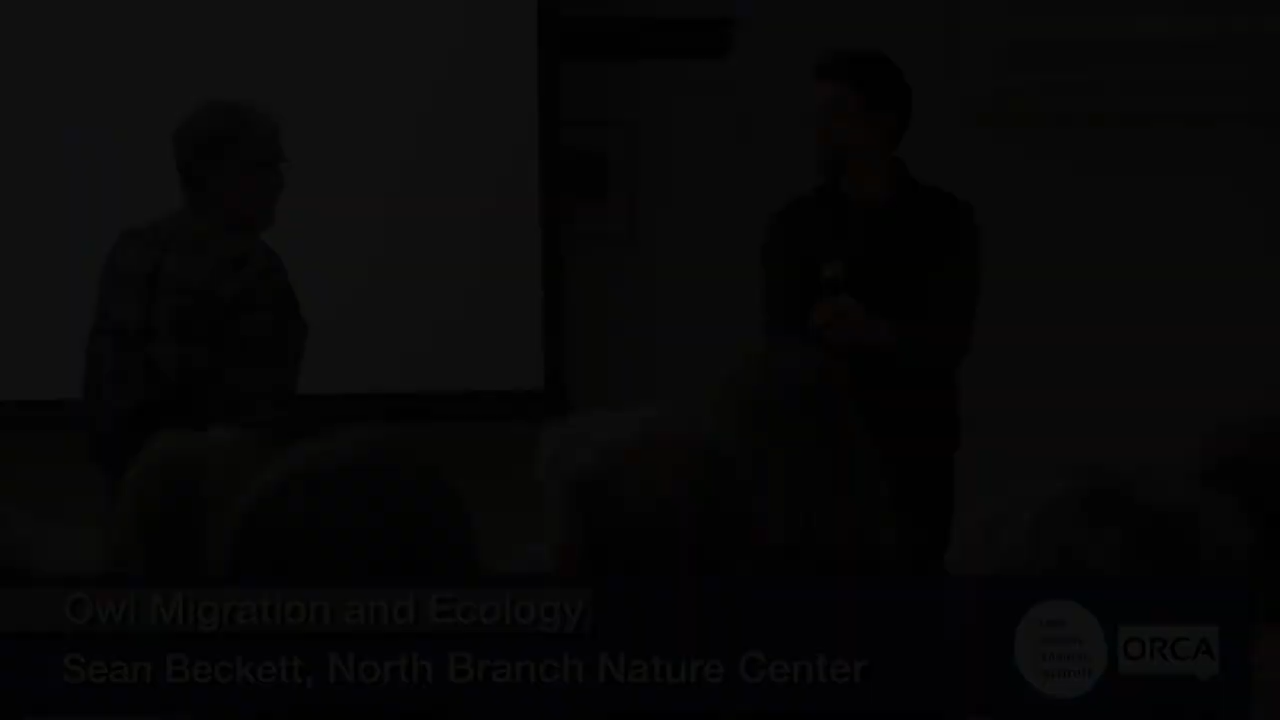 Owl Migration and Ecology
Sean Beckett, North Branch Nature Center
ORCA